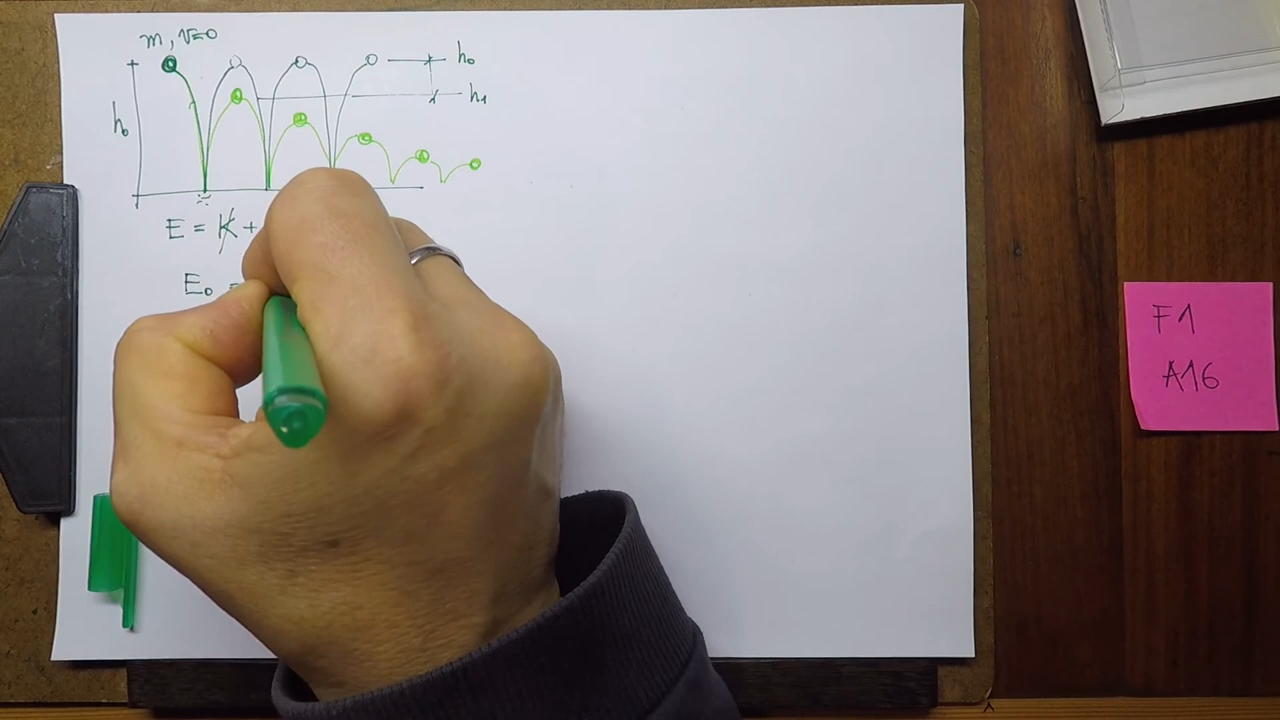 m, v=0
h₀
h₁
h₀
E = K +
E₀ =
F1
A16